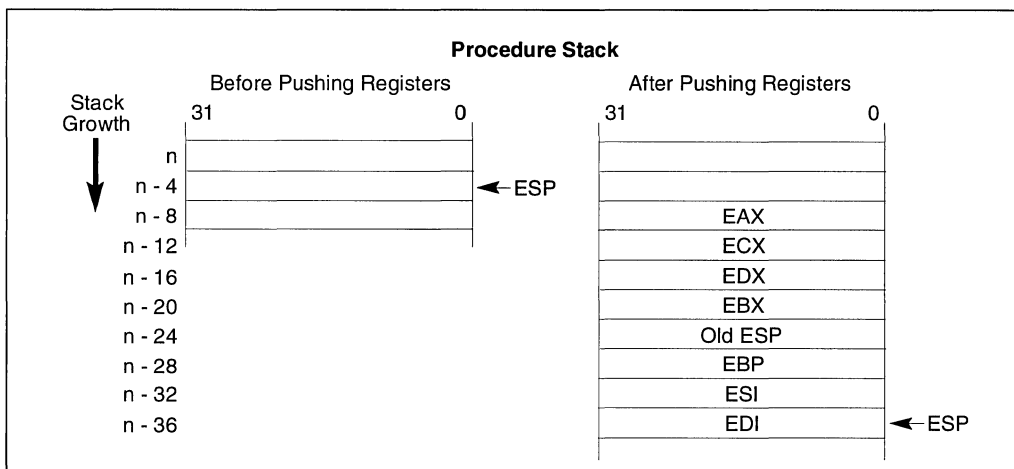 Procedure Stack
Before Pushing Registers
After Pushing Registers
Stack
Growth
31 0
31 0
n
n - 4
ESP
n - 8
EAX
n - 12
ECX
n - 16
EDX
n - 20
EBX
n - 24
Old ESP
n - 28
EBP
n - 32
ESI
n - 36
EDI
ESP